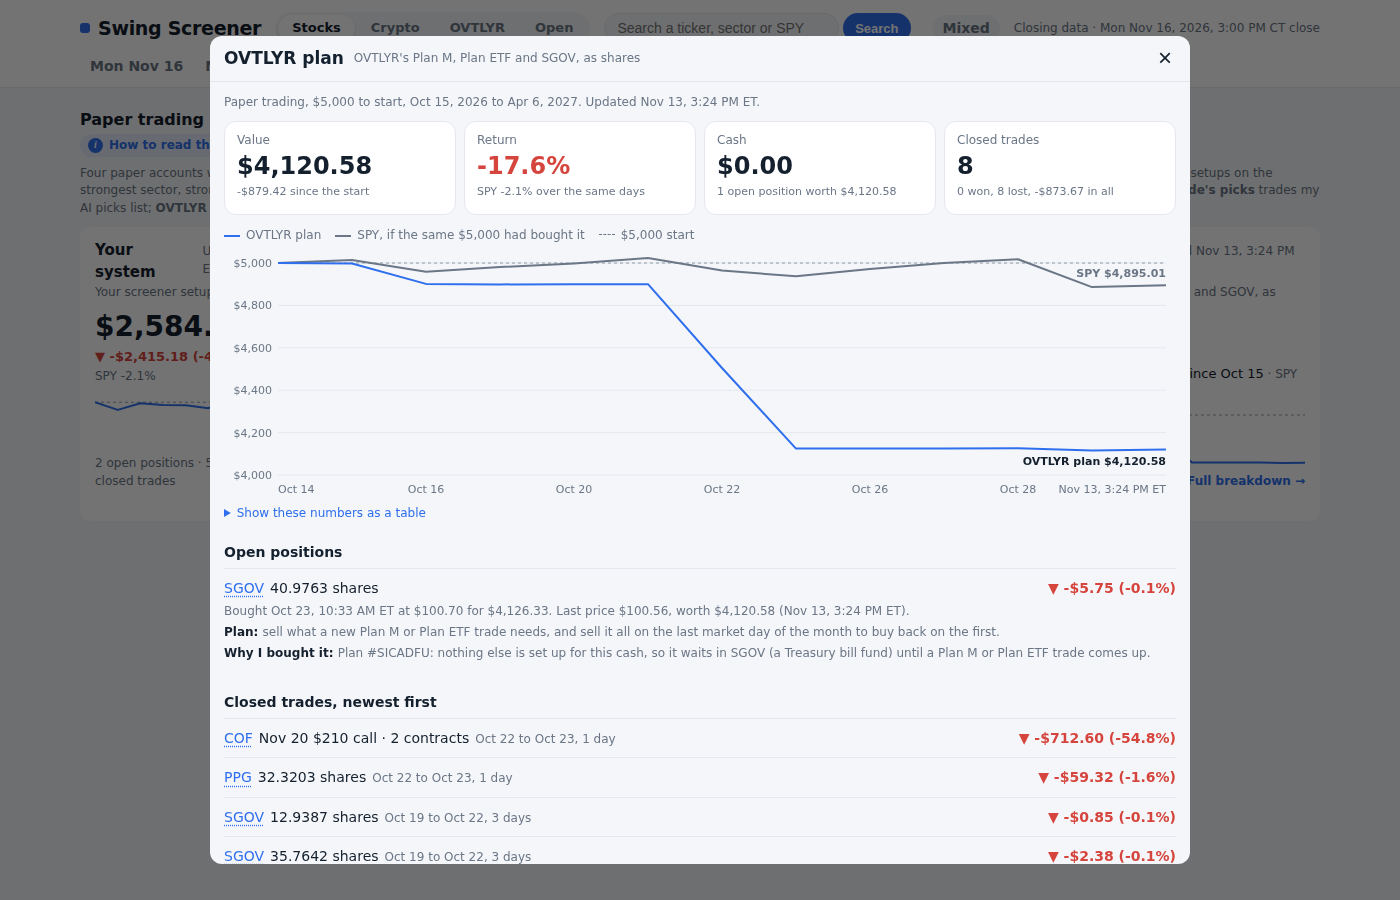 Swing Screener Stocks Crypto OVTLYR Open Search a ticker, sector or SPY Search Mixed Closing data · Mon Nov 16, 2026, 3:00 PM CT close
Mon Nov 16
OVTLYR plan OVTLYR's Plan M, Plan ETF and SGOV, as shares ×
Paper trading
How to read th
Four paper accounts
strongest sector, stro
AI picks list; OVTLYR
setups on the
de's picks trades my
Your
system
Your screener setup
$2,584.
▼ -$2,415.18 (-4
SPY -2.1%
2 open positions · 5
closed trades
Nov 13, 3:24 PM
and SGOV, as
ince Oct 15 · SPY
Full breakdown →
Paper trading, $5,000 to start, Oct 15, 2026 to Apr 6, 2027. Updated Nov 13, 3:24 PM ET.
Value
$4,120.58
-$879.42 since the start
Return
-17.6%
SPY -2.1% over the same days
Cash
$0.00
1 open position worth $4,120.58
Closed trades
8
0 won, 8 lost, -$873.67 in all
OVTLYR plan SPY, if the same $5,000 had bought it $5,000 start
$5,000
$4,800
$4,600
$4,400
$4,200
$4,000
SPY $4,895.01
OVTLYR plan $4,120.58
Oct 14 Oct 16 Oct 20 Oct 22 Oct 26 Oct 28 Nov 13, 3:24 PM ET
▶ Show these numbers as a table
Open positions
SGOV 40.9763 shares ▼ -$5.75 (-0.1%)
Bought Oct 23, 10:33 AM ET at $100.70 for $4,126.33. Last price $100.56, worth $4,120.58 (Nov 13, 3:24 PM ET).
Plan: sell what a new Plan M or Plan ETF trade needs, and sell it all on the last market day of the month to buy back on the first.
Why I bought it: Plan #SICADFU: nothing else is set up for this cash, so it waits in SGOV (a Treasury bill fund) until a Plan M or Plan ETF trade comes up.
Closed trades, newest first
COF Nov 20 $210 call · 2 contracts Oct 22 to Oct 23, 1 day ▼ -$712.60 (-54.8%)
PPG 32.3203 shares Oct 22 to Oct 23, 1 day ▼ -$59.32 (-1.6%)
SGOV 12.9387 shares Oct 19 to Oct 22, 3 days ▼ -$0.85 (-0.1%)
SGOV 35.7642 shares Oct 19 to Oct 22, 3 days ▼ -$2.38 (-0.1%)